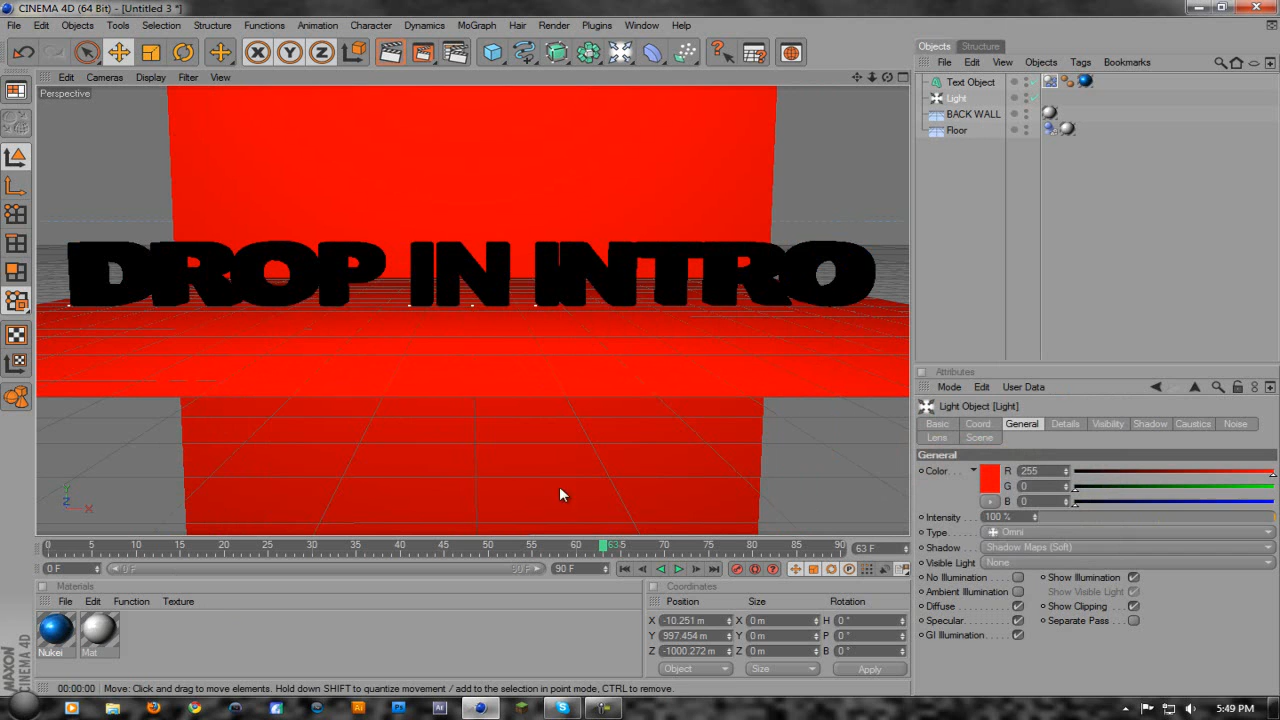 CINEMA 4D (64 Bit) - [Untitled 3 *]
File Edit Objects Tools Selection Structure Functions Animation Character Dynamics MoGraph Hair Render Plugins Window Help
Edit Cameras Display Filter View
Perspective
DROP IN INTRO
Y
Z X
0 5 10 15 20 25 30 35 40 45 50 55 60 63.5 70 75 80 85 90 63 F
0 F 0 F 90 F 90 F
Materials
File Edit Function Texture
Nukei Mat
Coordinates
Position Size Rotation
X -10.251 m X 0 m H 0 °
Y 997.454 m Y 0 m P 0 °
Z -1000.272 m Z 0 m B 0 °
Object Size Apply
MAXON CINEMA 4D
00:00:00 Move: Click and drag to move elements. Hold down SHIFT to quantize movement / add to the selection in point mode, CTRL to remove.
Objects Structure
File Edit View Objects Tags Bookmarks
Text Object
Light
BACK WALL
Floor
Attributes
Mode Edit User Data
Light Object [Light]
Basic Coord General Details Visibility Shadow Caustics Noise
Lens Scene
General
Color R 255
G 0
B 0
Intensity 100 %
Type Omni
Shadow Shadow Maps (Soft)
Visible Light None
No Illumination Show Illumination
Ambient Illumination Show Visible Light
Diffuse Show Clipping
Specular Separate Pass
GI Illumination
5:49 PM